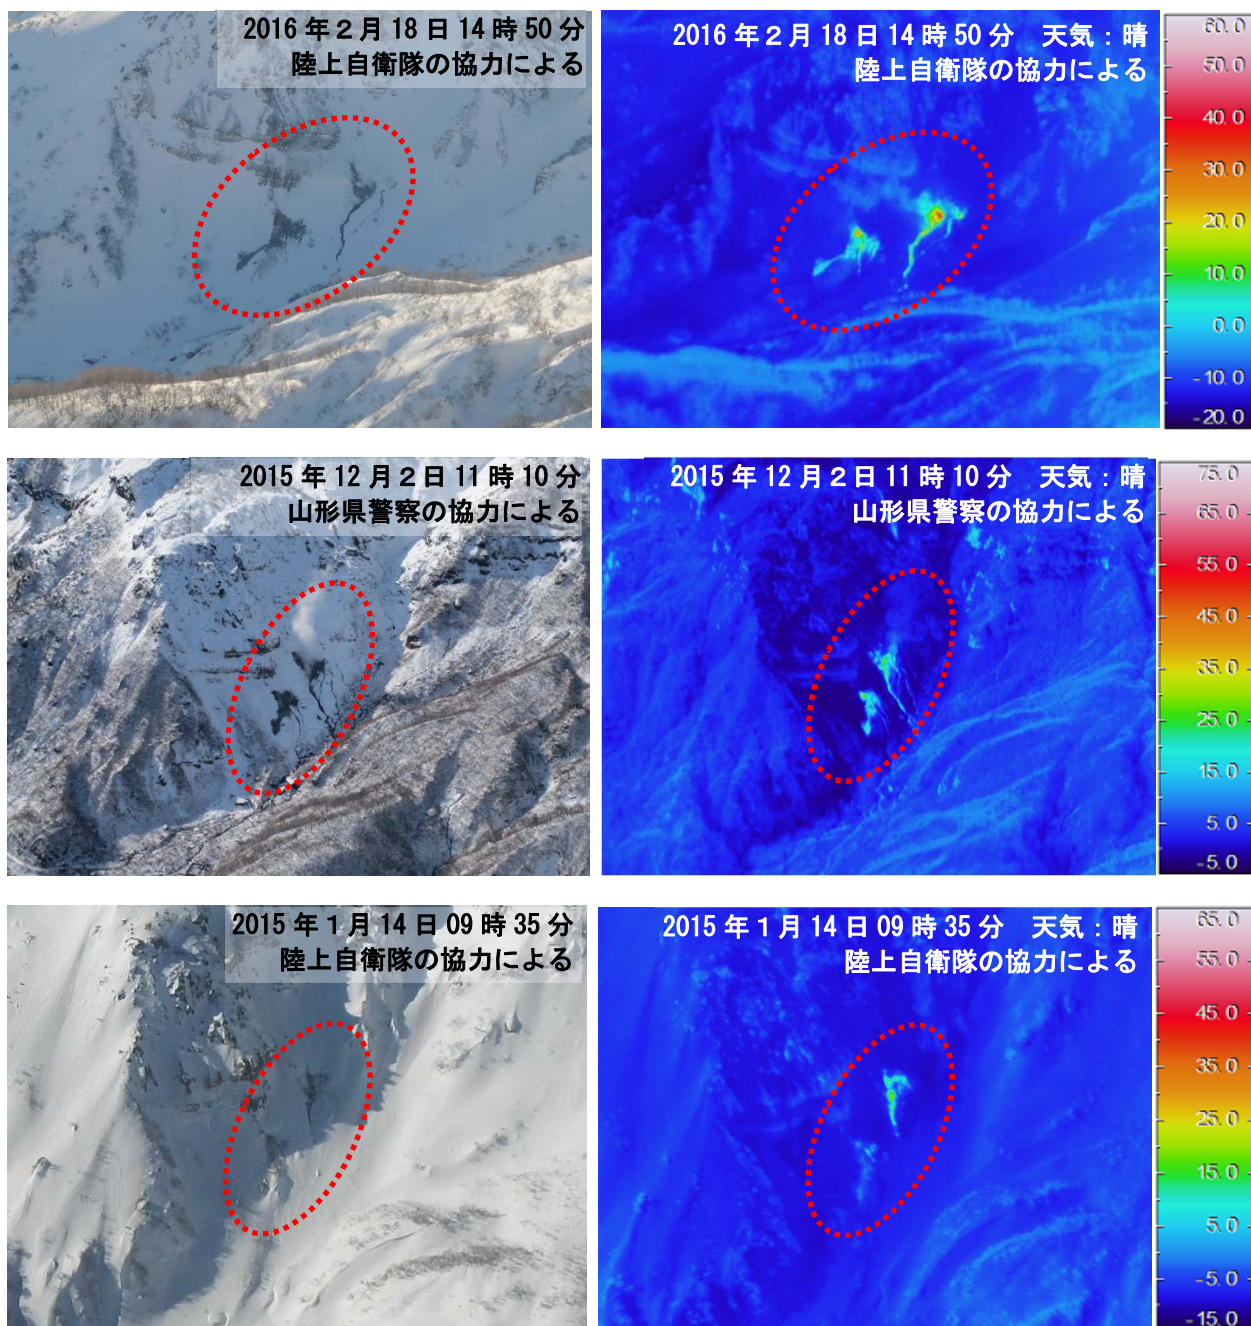 2016年2月18日14時50分
陸上自衛隊の協力による
2016年2月18日14時50分 天気:晴
陸上自衛隊の協力による
60.0
50.0
40.0
30.0
20.0
10.0
0.0
-10.0
-20.0
2015年12月2日11時10分
山形県警察の協力による
2015年12月2日11時10分 天気:晴
山形県警察の協力による
75.0
65.0
55.0
45.0
35.0
25.0
15.0
5.0
-5.0
2015年1月14日09時35分
陸上自衛隊の協力による
2015年1月14日09時35分 天気:晴
陸上自衛隊の協力による
65.0
55.0
45.0
35.0
25.0
15.0
5.0
-5.0
-15.0